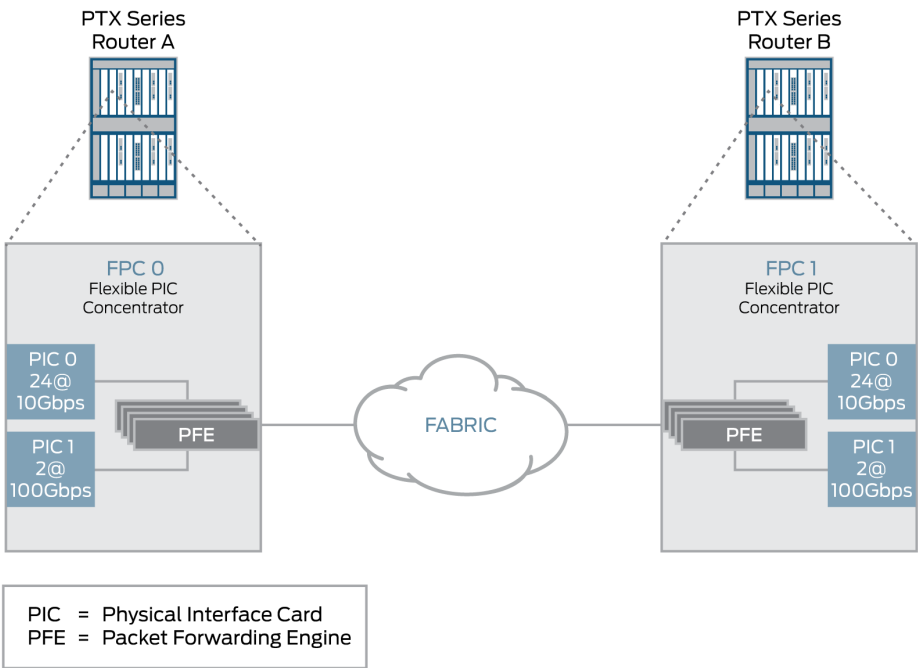 PTX Series
Router A
PTX Series
Router B
FPC 0
Flexible PIC
Concentrator
PIC 0
24@
10Gbps
PIC 1
2@
100Gbps
PFE
FABRIC
FPC 1
Flexible PIC
Concentrator
PFE
PIC 0
24@
10Gbps
PIC 1
2@
100Gbps
PIC = Physical Interface Card
PFE = Packet Forwarding Engine